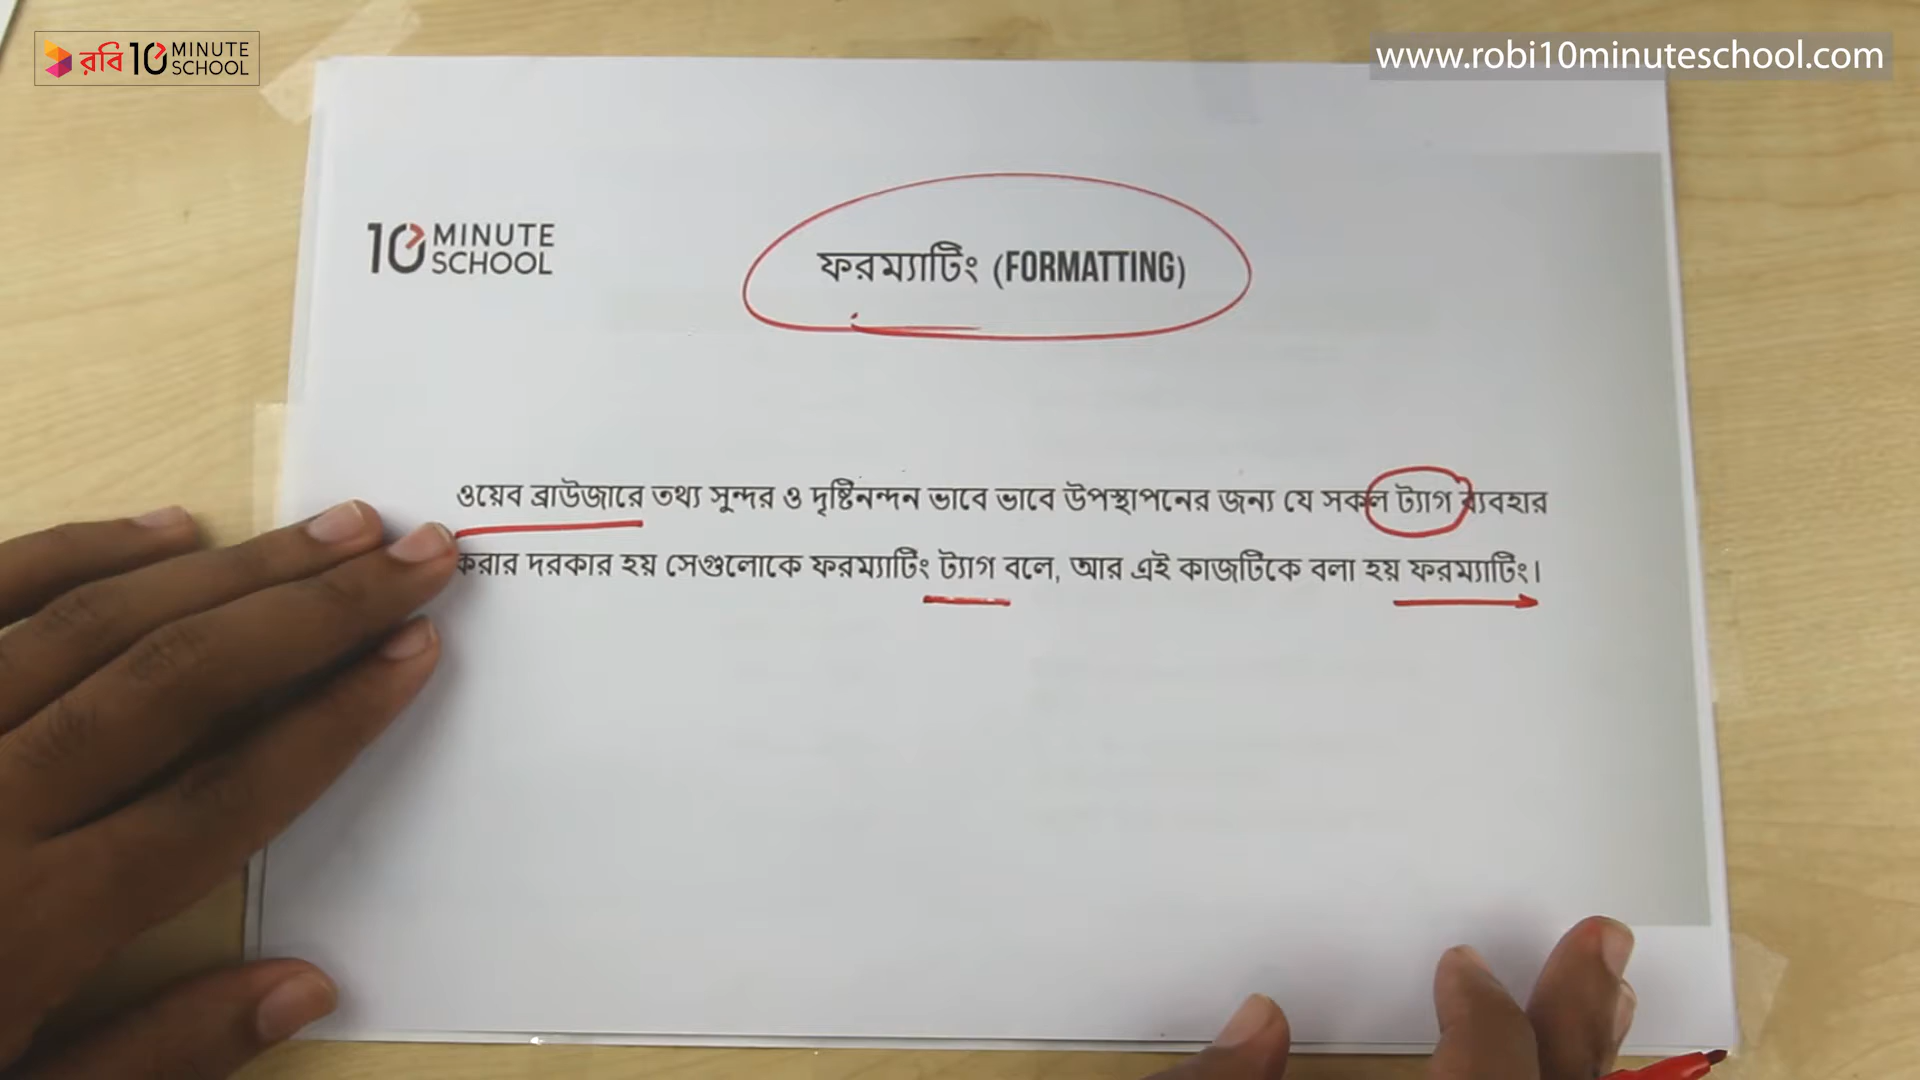 রবি 10 MINUTE SCHOOL
www.robi10minuteschool.com
10 MINUTE SCHOOL
ফরম্যাটিং (FORMATTING)
ওয়েব ব্রাউজারে তথ্য সুন্দর ও দৃষ্টিনন্দন ভাবে ভাবে উপস্থাপনের জন্য যে সকল ট্যাগ ব্যবহার
করার দরকার হয় সেগুলোকে ফরম্যাটিং ট্যাগ বলে, আর এই কাজটিকে বলা হয় ফরম্যাটিং।